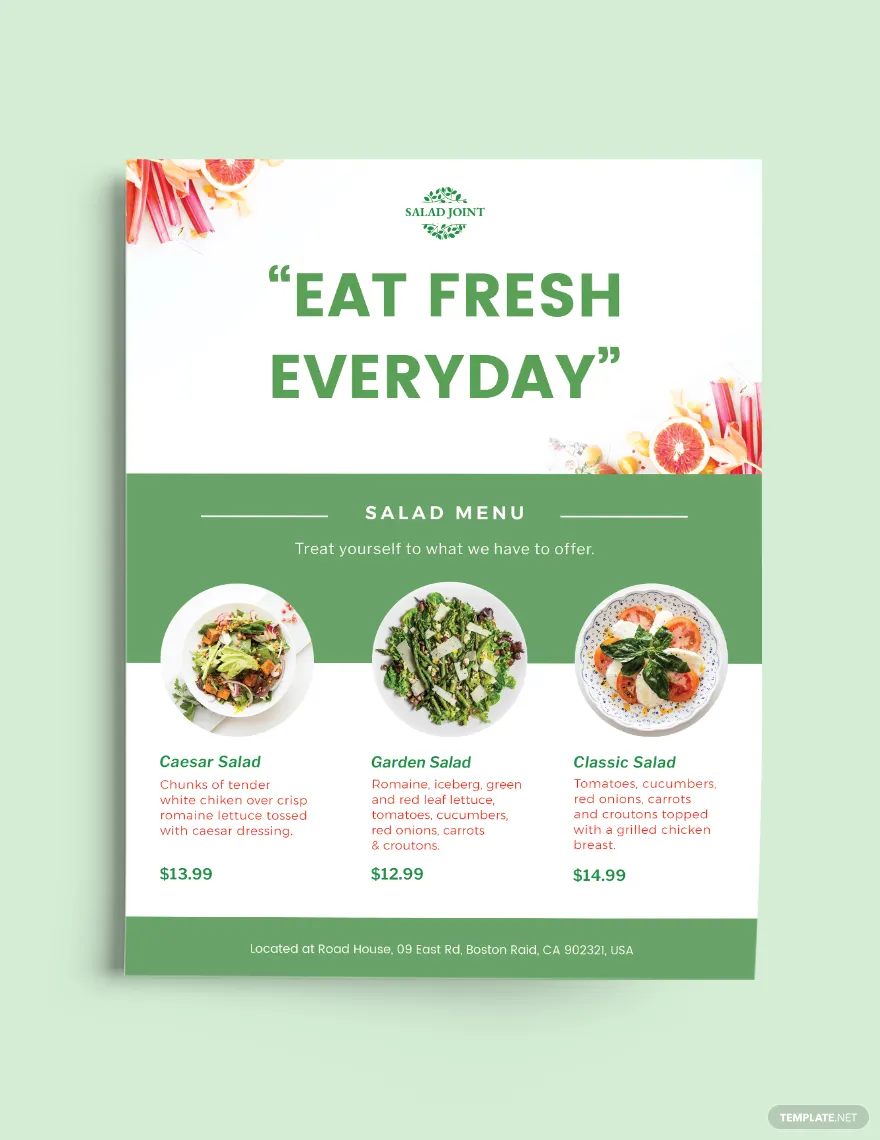 SALAD JOINT
“EAT FRESH
EVERYDAY”
SALAD MENU
Treat yourself to what we have to offer.
Caesar Salad
Chunks of tender
white chiken over crisp
romaine lettuce tossed
with caesar dressing.
$13.99
Garden Salad
Romaine, iceberg, green
and red leaf lettuce,
tomatoes, cucumbers,
red onions, carrots
& croutons.
$12.99
Classic Salad
Tomatoes, cucumbers,
red onions, carrots
and croutons topped
with a grilled chicken
breast.
$14.99
Located at Road House, 09 East Rd, Boston Raid, CA 902321, USA
TEMPLATE.NET